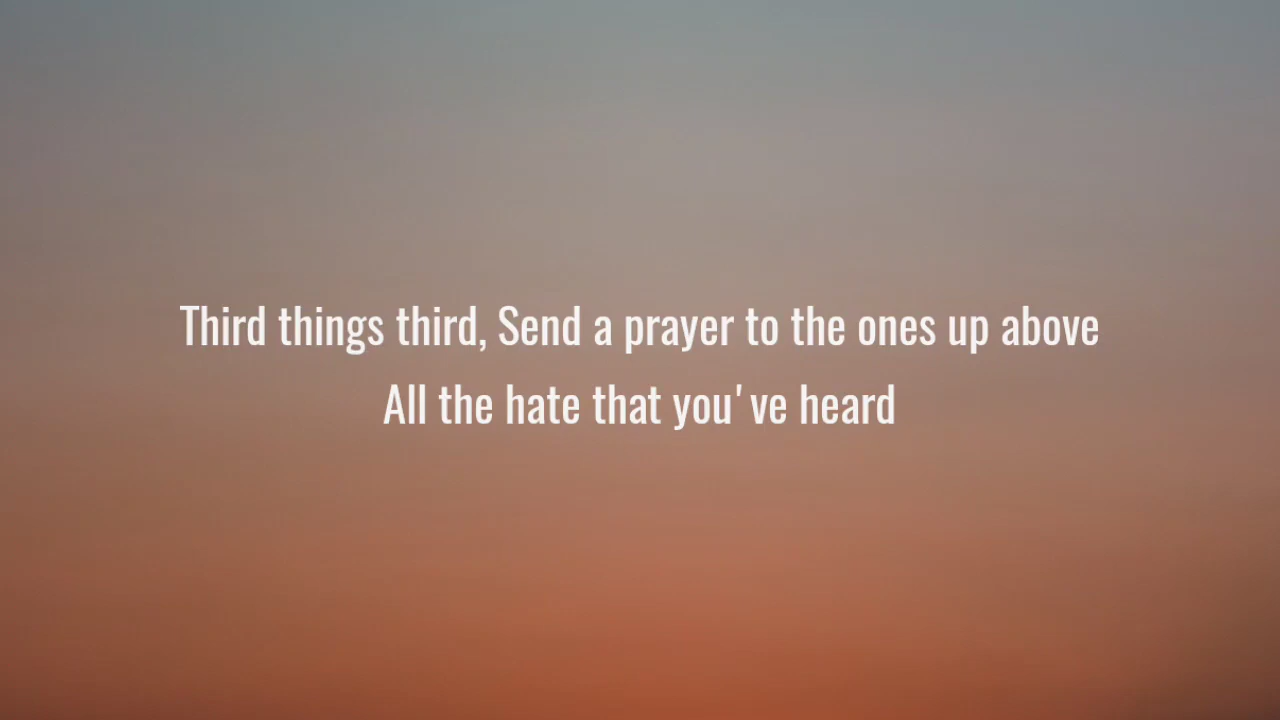 Third things third, Send a prayer to the ones up above
All the hate that you've heard